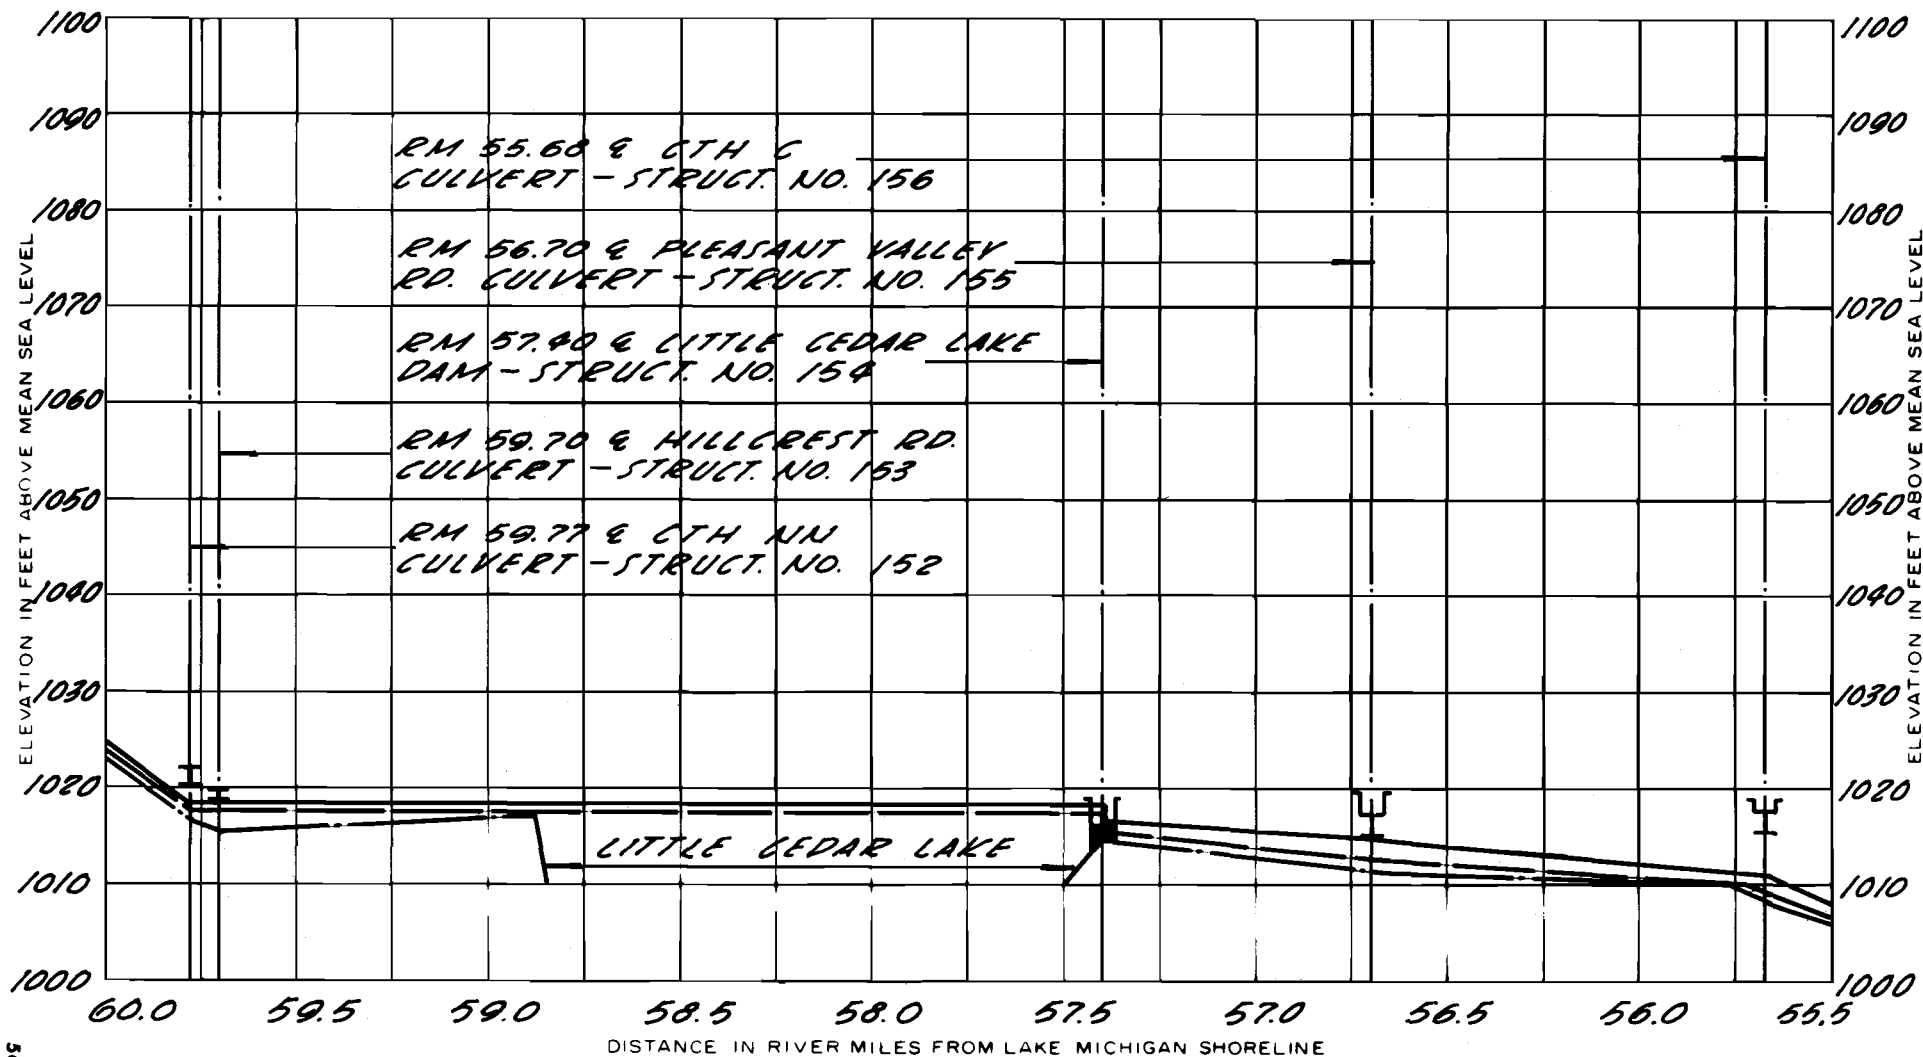 1100
1090
1080
1070
1060
1050
1040
1030
1020
1010
1000
ELEVATION IN FEET ABOVE MEAN SEA LEVEL
RM 55.68 ℄ CTH C
CULVERT - STRUCT. NO. 156
RM 56.70 ℄ PLEASANT VALLEY
RD. CULVERT - STRUCT. NO. 155
RM 57.40 ℄ LITTLE CEDAR LAKE
DAM - STRUCT. NO. 154
RM 59.70 ℄ HILLCREST RD.
CULVERT - STRUCT. NO. 153
RM 59.77 ℄ CTH NN
CULVERT - STRUCT. NO. 152
LITTLE CEDAR LAKE
1100
1090
1080
1070
1060
1050
1040
1030
1020
1010
1000
ELEVATION IN FEET ABOVE MEAN SEA LEVEL
60.0 59.5 59.0 58.5 58.0 57.5 57.0 56.5 56.0 55.5
DISTANCE IN RIVER MILES FROM LAKE MICHIGAN SHORELINE